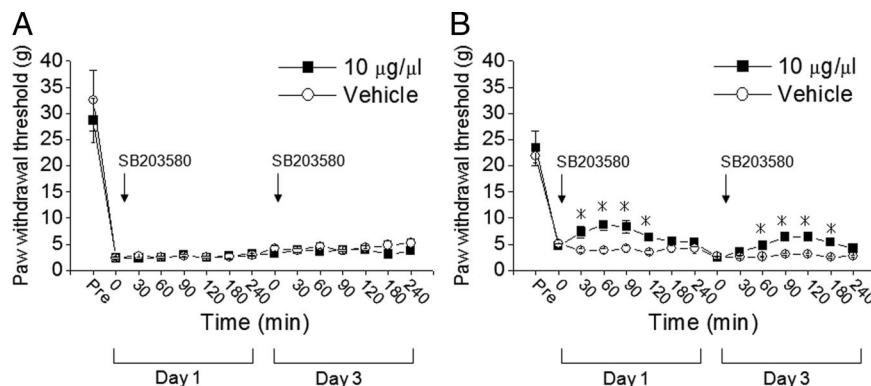 A
Paw withdrawal threshold (g)
40
35
30
25
20
15
10
5
0
10 μg/μl
Vehicle
SB203580
SB203580
Pre 0 30 60 90 120 180 240 0 30 60 90 120 180 240
Time (min)
Day 1 Day 3
B
Paw withdrawal threshold (g)
40
35
30
25
20
15
10
5
0
10 μg/μl
Vehicle
SB203580
SB203580
* * * * * * * *
Pre 0 30 60 90 120 180 240 0 30 60 90 120 180 240
Time (min)
Day 1 Day 3